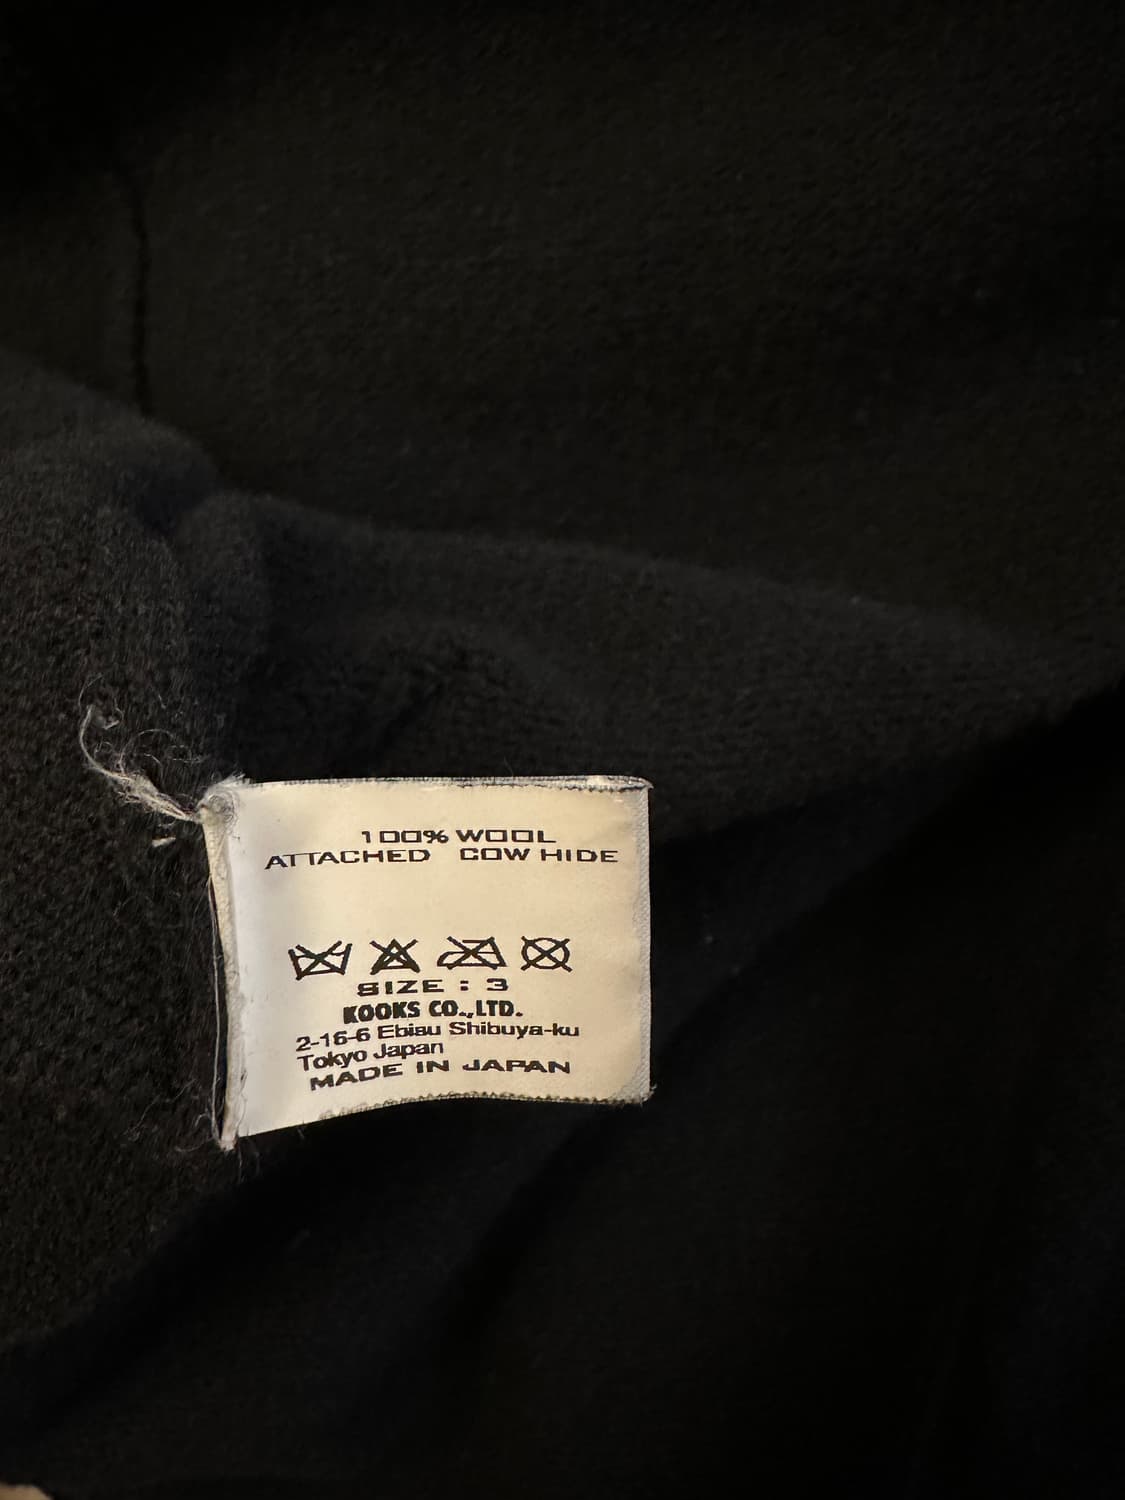 100% WOOL
ATTACHED COW HIDE
SIZE : 3
KOOKS CO.,LTD.
2-16-6 Ebisu Shibuya-ku
Tokyo Japan
MADE IN JAPAN